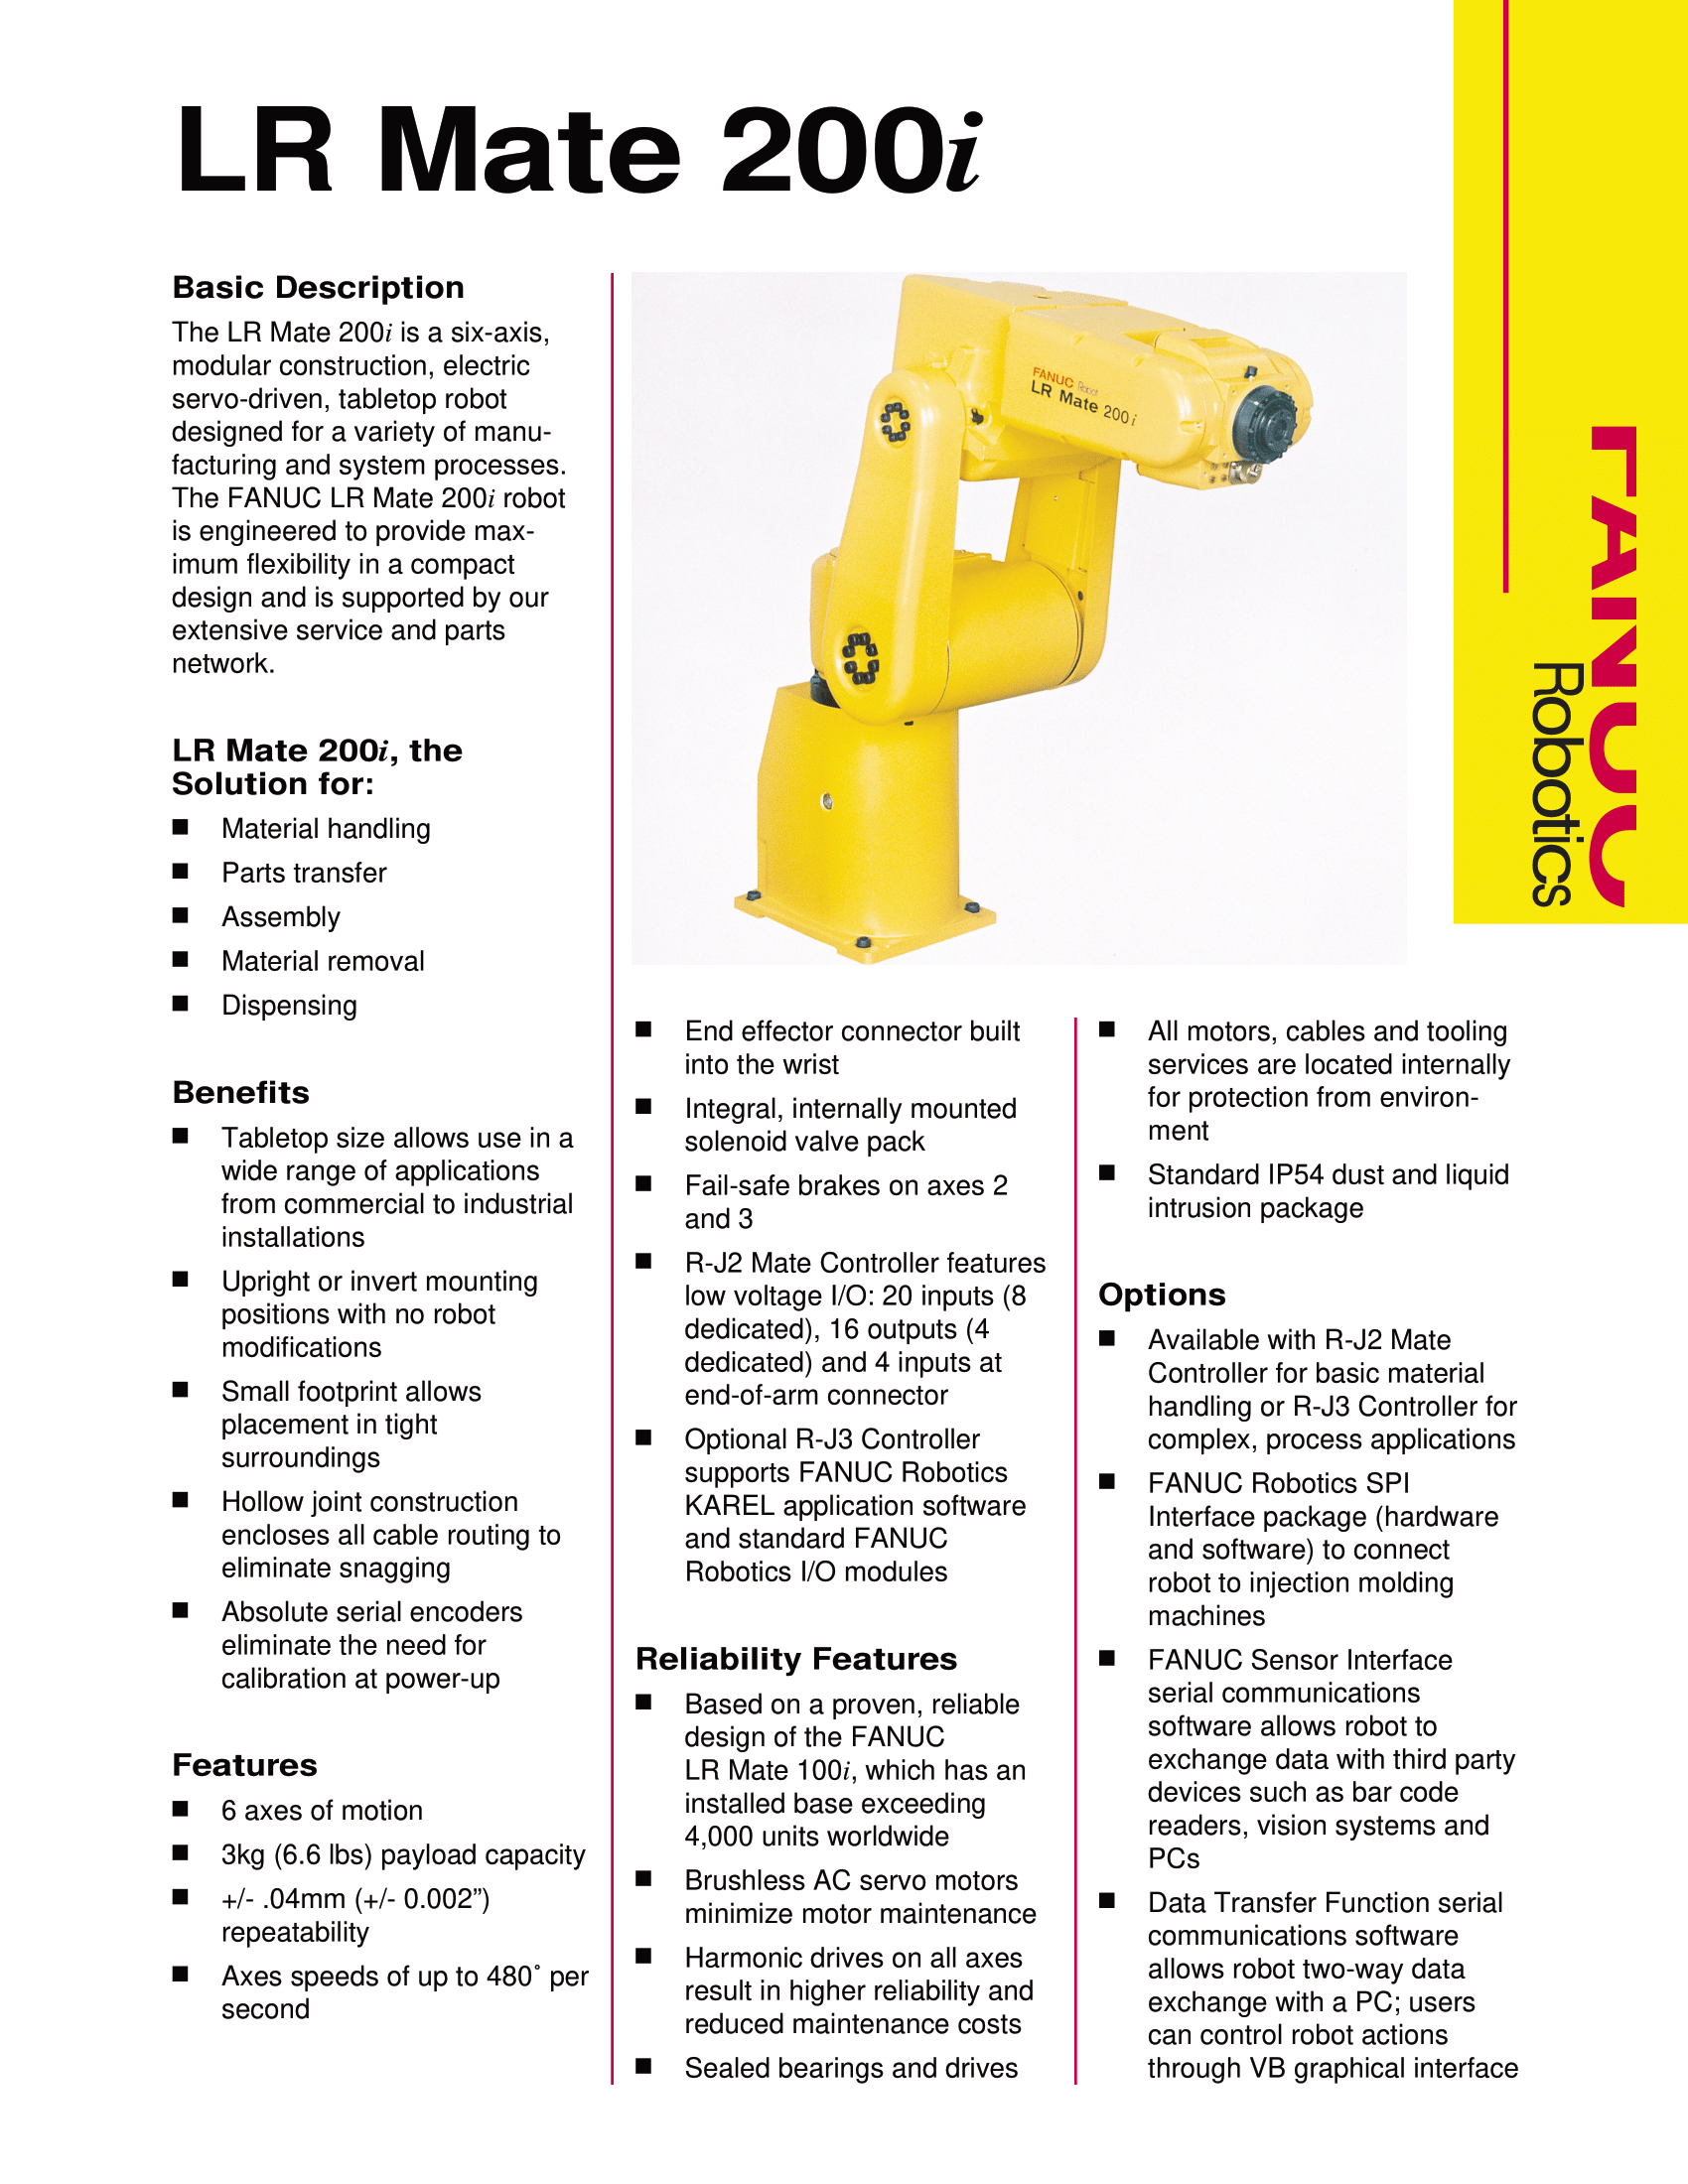 LR Mate 200i
Basic Description
The LR Mate 200i is a six-axis,
modular construction, electric
servo-driven, tabletop robot
designed for a variety of manu-
facturing and system processes.
The FANUC LR Mate 200i robot
is engineered to provide max-
imum flexibility in a compact
design and is supported by our
extensive service and parts
network.
LR Mate 200i, the
Solution for:
■ Material handling
■ Parts transfer
■ Assembly
■ Material removal
■ Dispensing
Benefits
■ Tabletop size allows use in a
wide range of applications
from commercial to industrial
installations
■ Upright or invert mounting
positions with no robot
modifications
■ Small footprint allows
placement in tight
surroundings
■ Hollow joint construction
encloses all cable routing to
eliminate snagging
■ Absolute serial encoders
eliminate the need for
calibration at power-up
Features
■ 6 axes of motion
■ 3kg (6.6 lbs) payload capacity
■ +/- .04mm (+/- 0.002”)
repeatability
■ Axes speeds of up to 480˚ per
second
FANUC Robot
LR Mate 200i
■ End effector connector built
into the wrist
■ Integral, internally mounted
solenoid valve pack
■ Fail-safe brakes on axes 2
and 3
■ R-J2 Mate Controller features
low voltage I/O: 20 inputs (8
dedicated), 16 outputs (4
dedicated) and 4 inputs at
end-of-arm connector
■ Optional R-J3 Controller
supports FANUC Robotics
KAREL application software
and standard FANUC
Robotics I/O modules
Reliability Features
■ Based on a proven, reliable
design of the FANUC
LR Mate 100i, which has an
installed base exceeding
4,000 units worldwide
■ Brushless AC servo motors
minimize motor maintenance
■ Harmonic drives on all axes
result in higher reliability and
reduced maintenance costs
■ Sealed bearings and drives
■ All motors, cables and tooling
services are located internally
for protection from environ-
ment
■ Standard IP54 dust and liquid
intrusion package
Options
■ Available with R-J2 Mate
Controller for basic material
handling or R-J3 Controller for
complex, process applications
■ FANUC Robotics SPI
Interface package (hardware
and software) to connect
robot to injection molding
machines
■ FANUC Sensor Interface
serial communications
software allows robot to
exchange data with third party
devices such as bar code
readers, vision systems and
PCs
■ Data Transfer Function serial
communications software
allows robot two-way data
exchange with a PC; users
can control robot actions
through VB graphical interface
FANUC
Robotics